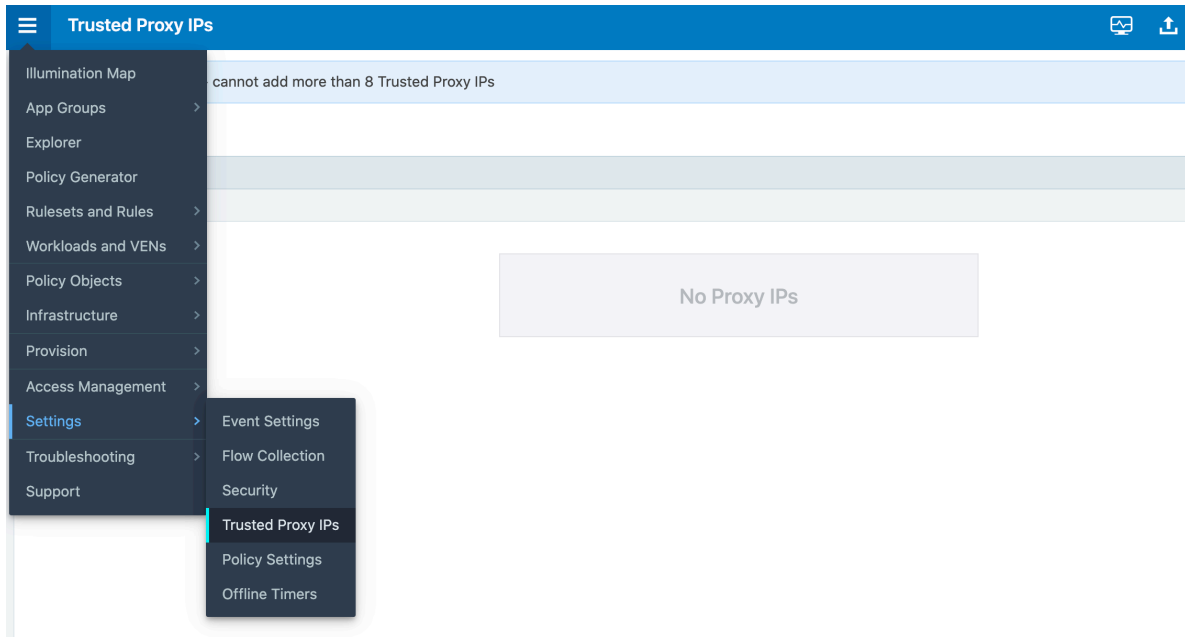 Trusted Proxy IPs
Illumination Map
cannot add more than 8 Trusted Proxy IPs
App Groups
Explorer
Policy Generator
Rulesets and Rules
Workloads and VENs
Policy Objects
Infrastructure
Provision
Access Management
Settings
Troubleshooting
Support
Event Settings
Flow Collection
Security
Trusted Proxy IPs
Policy Settings
Offline Timers
No Proxy IPs